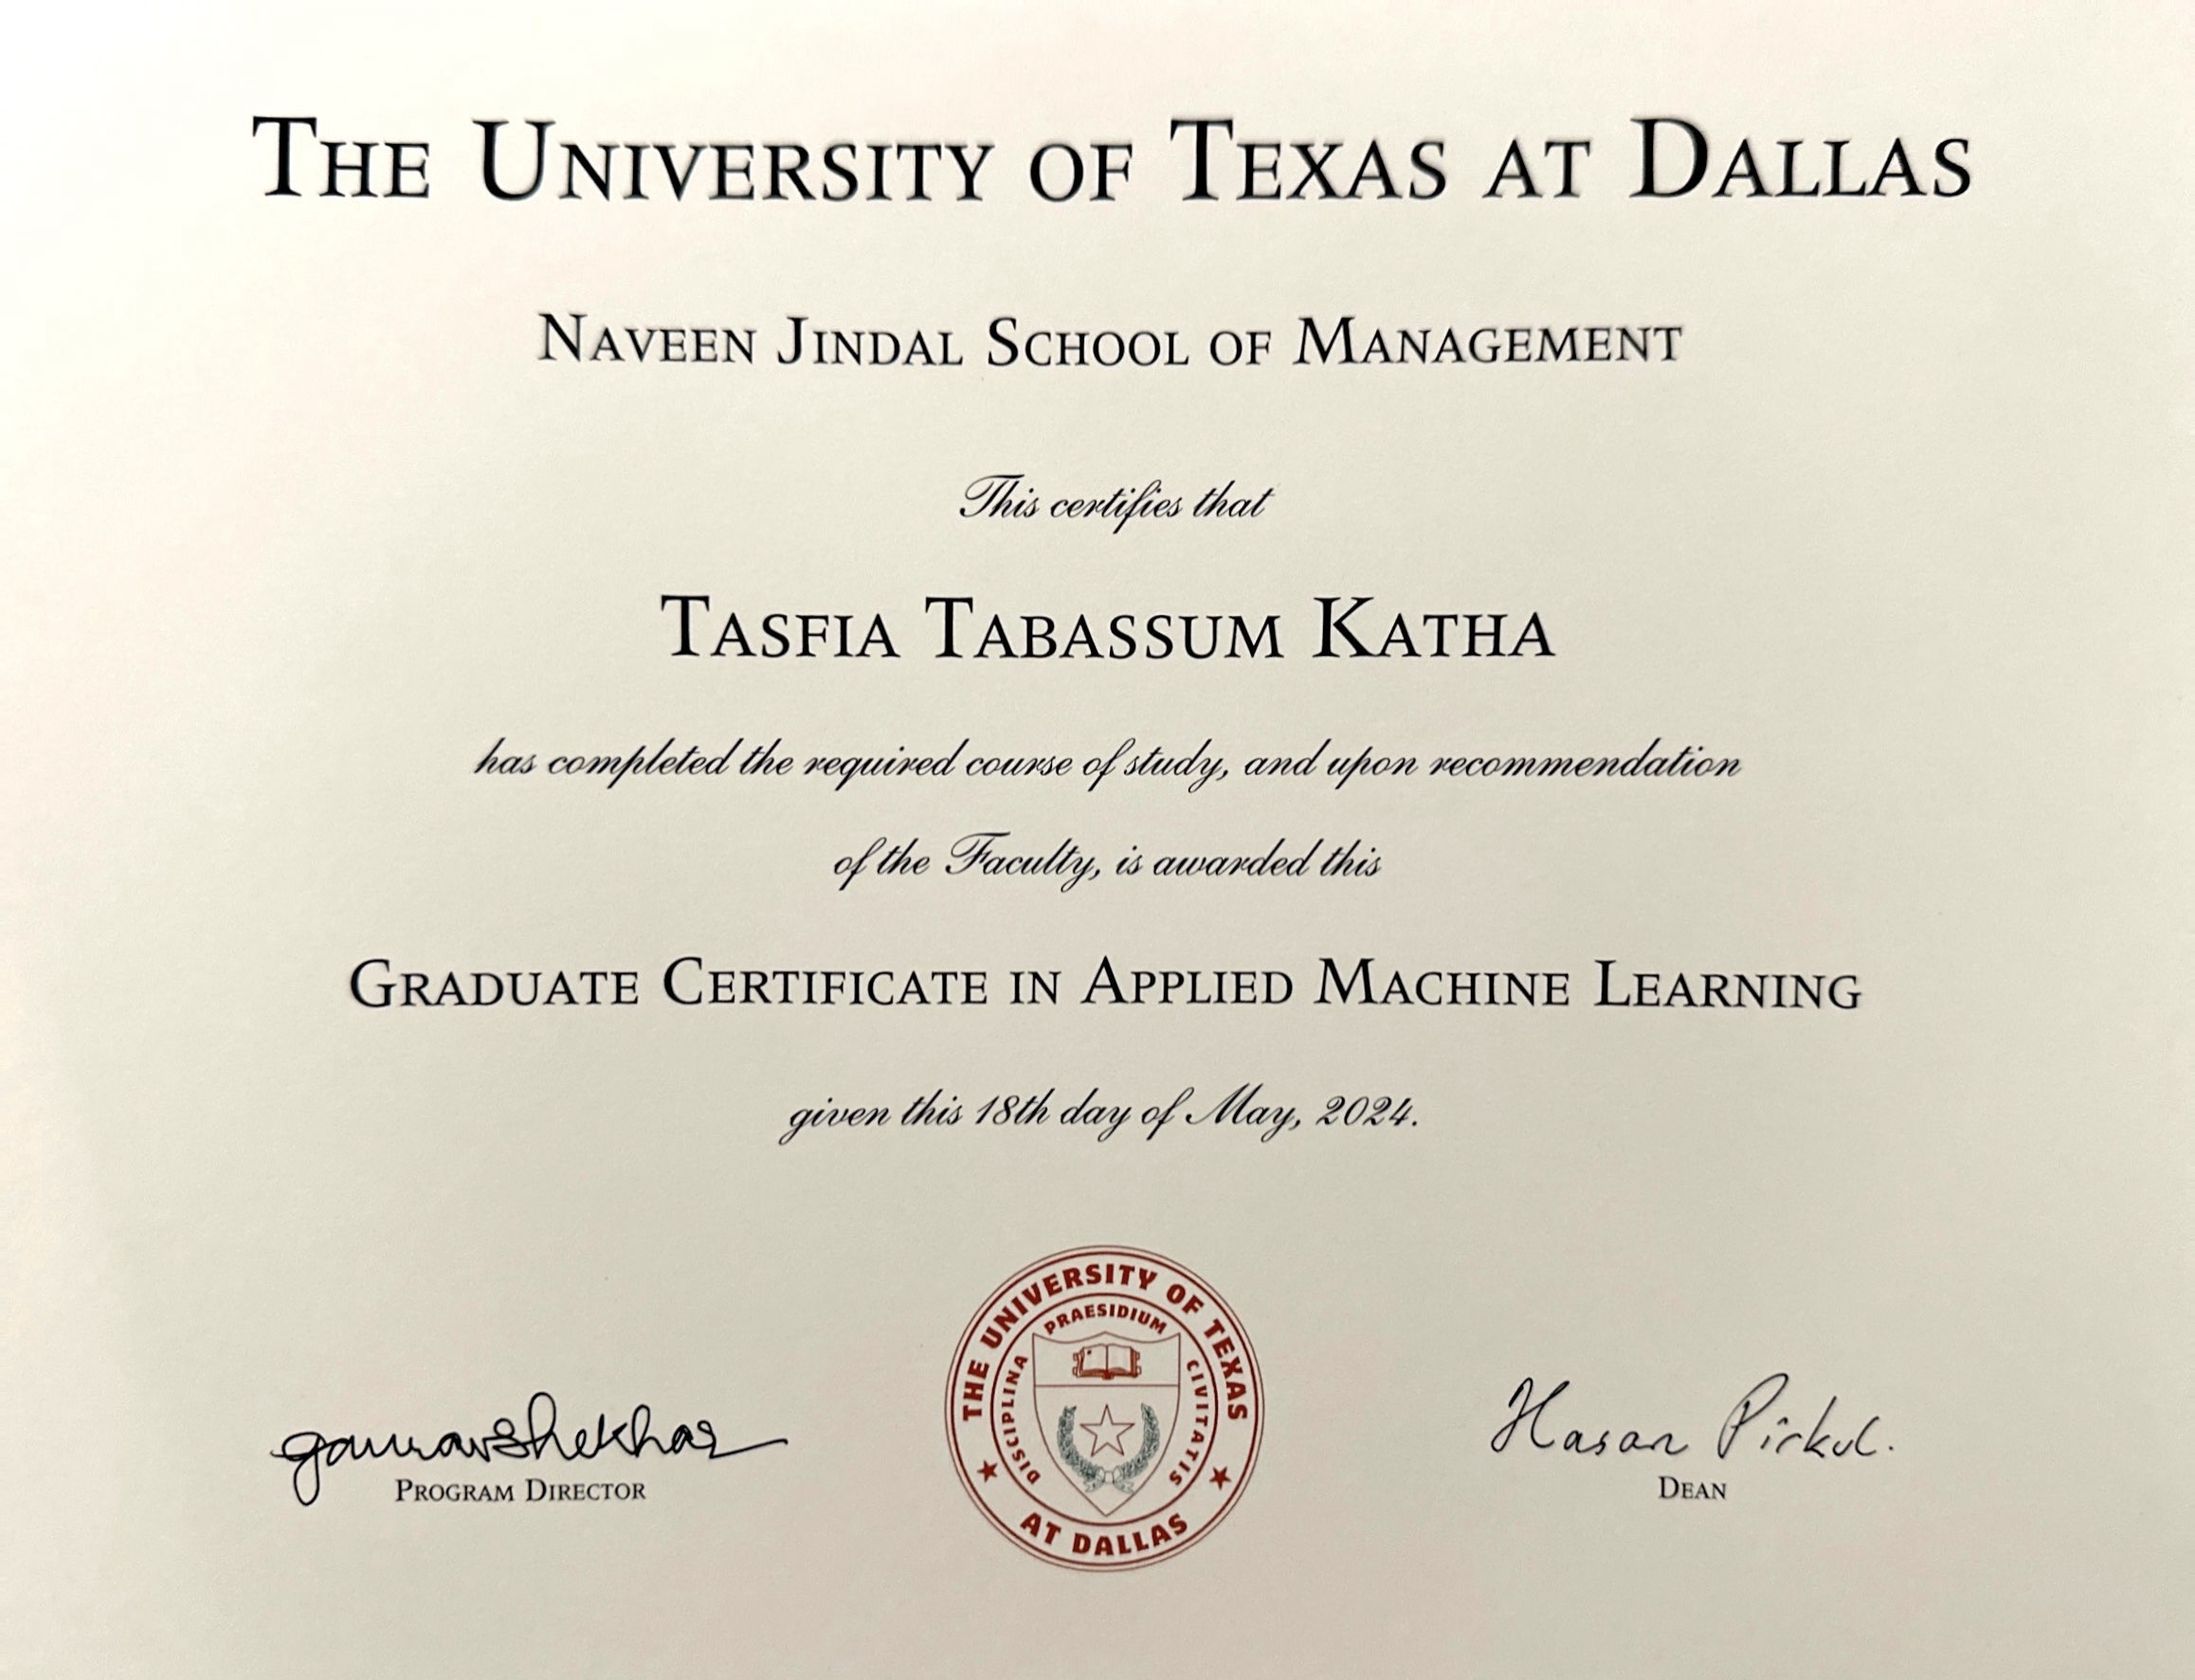 THE UNIVERSITY OF TEXAS AT DALLAS
NAVEEN JINDAL SCHOOL OF MANAGEMENT
This certifies that
TASFIA TABASSUM KATHA
has completed the required course of study, and upon recommendation
of the Faculty, is awarded this
GRADUATE CERTIFICATE IN APPLIED MACHINE LEARNING
given this 18th day of May, 2024.
THE UNIVERSITY OF TEXAS
AT DALLAS
DISCIPLINA PRAESIDIUM CIVITATIS
gauravshekhar
PROGRAM DIRECTOR
Hasan Pirkul.
DEAN